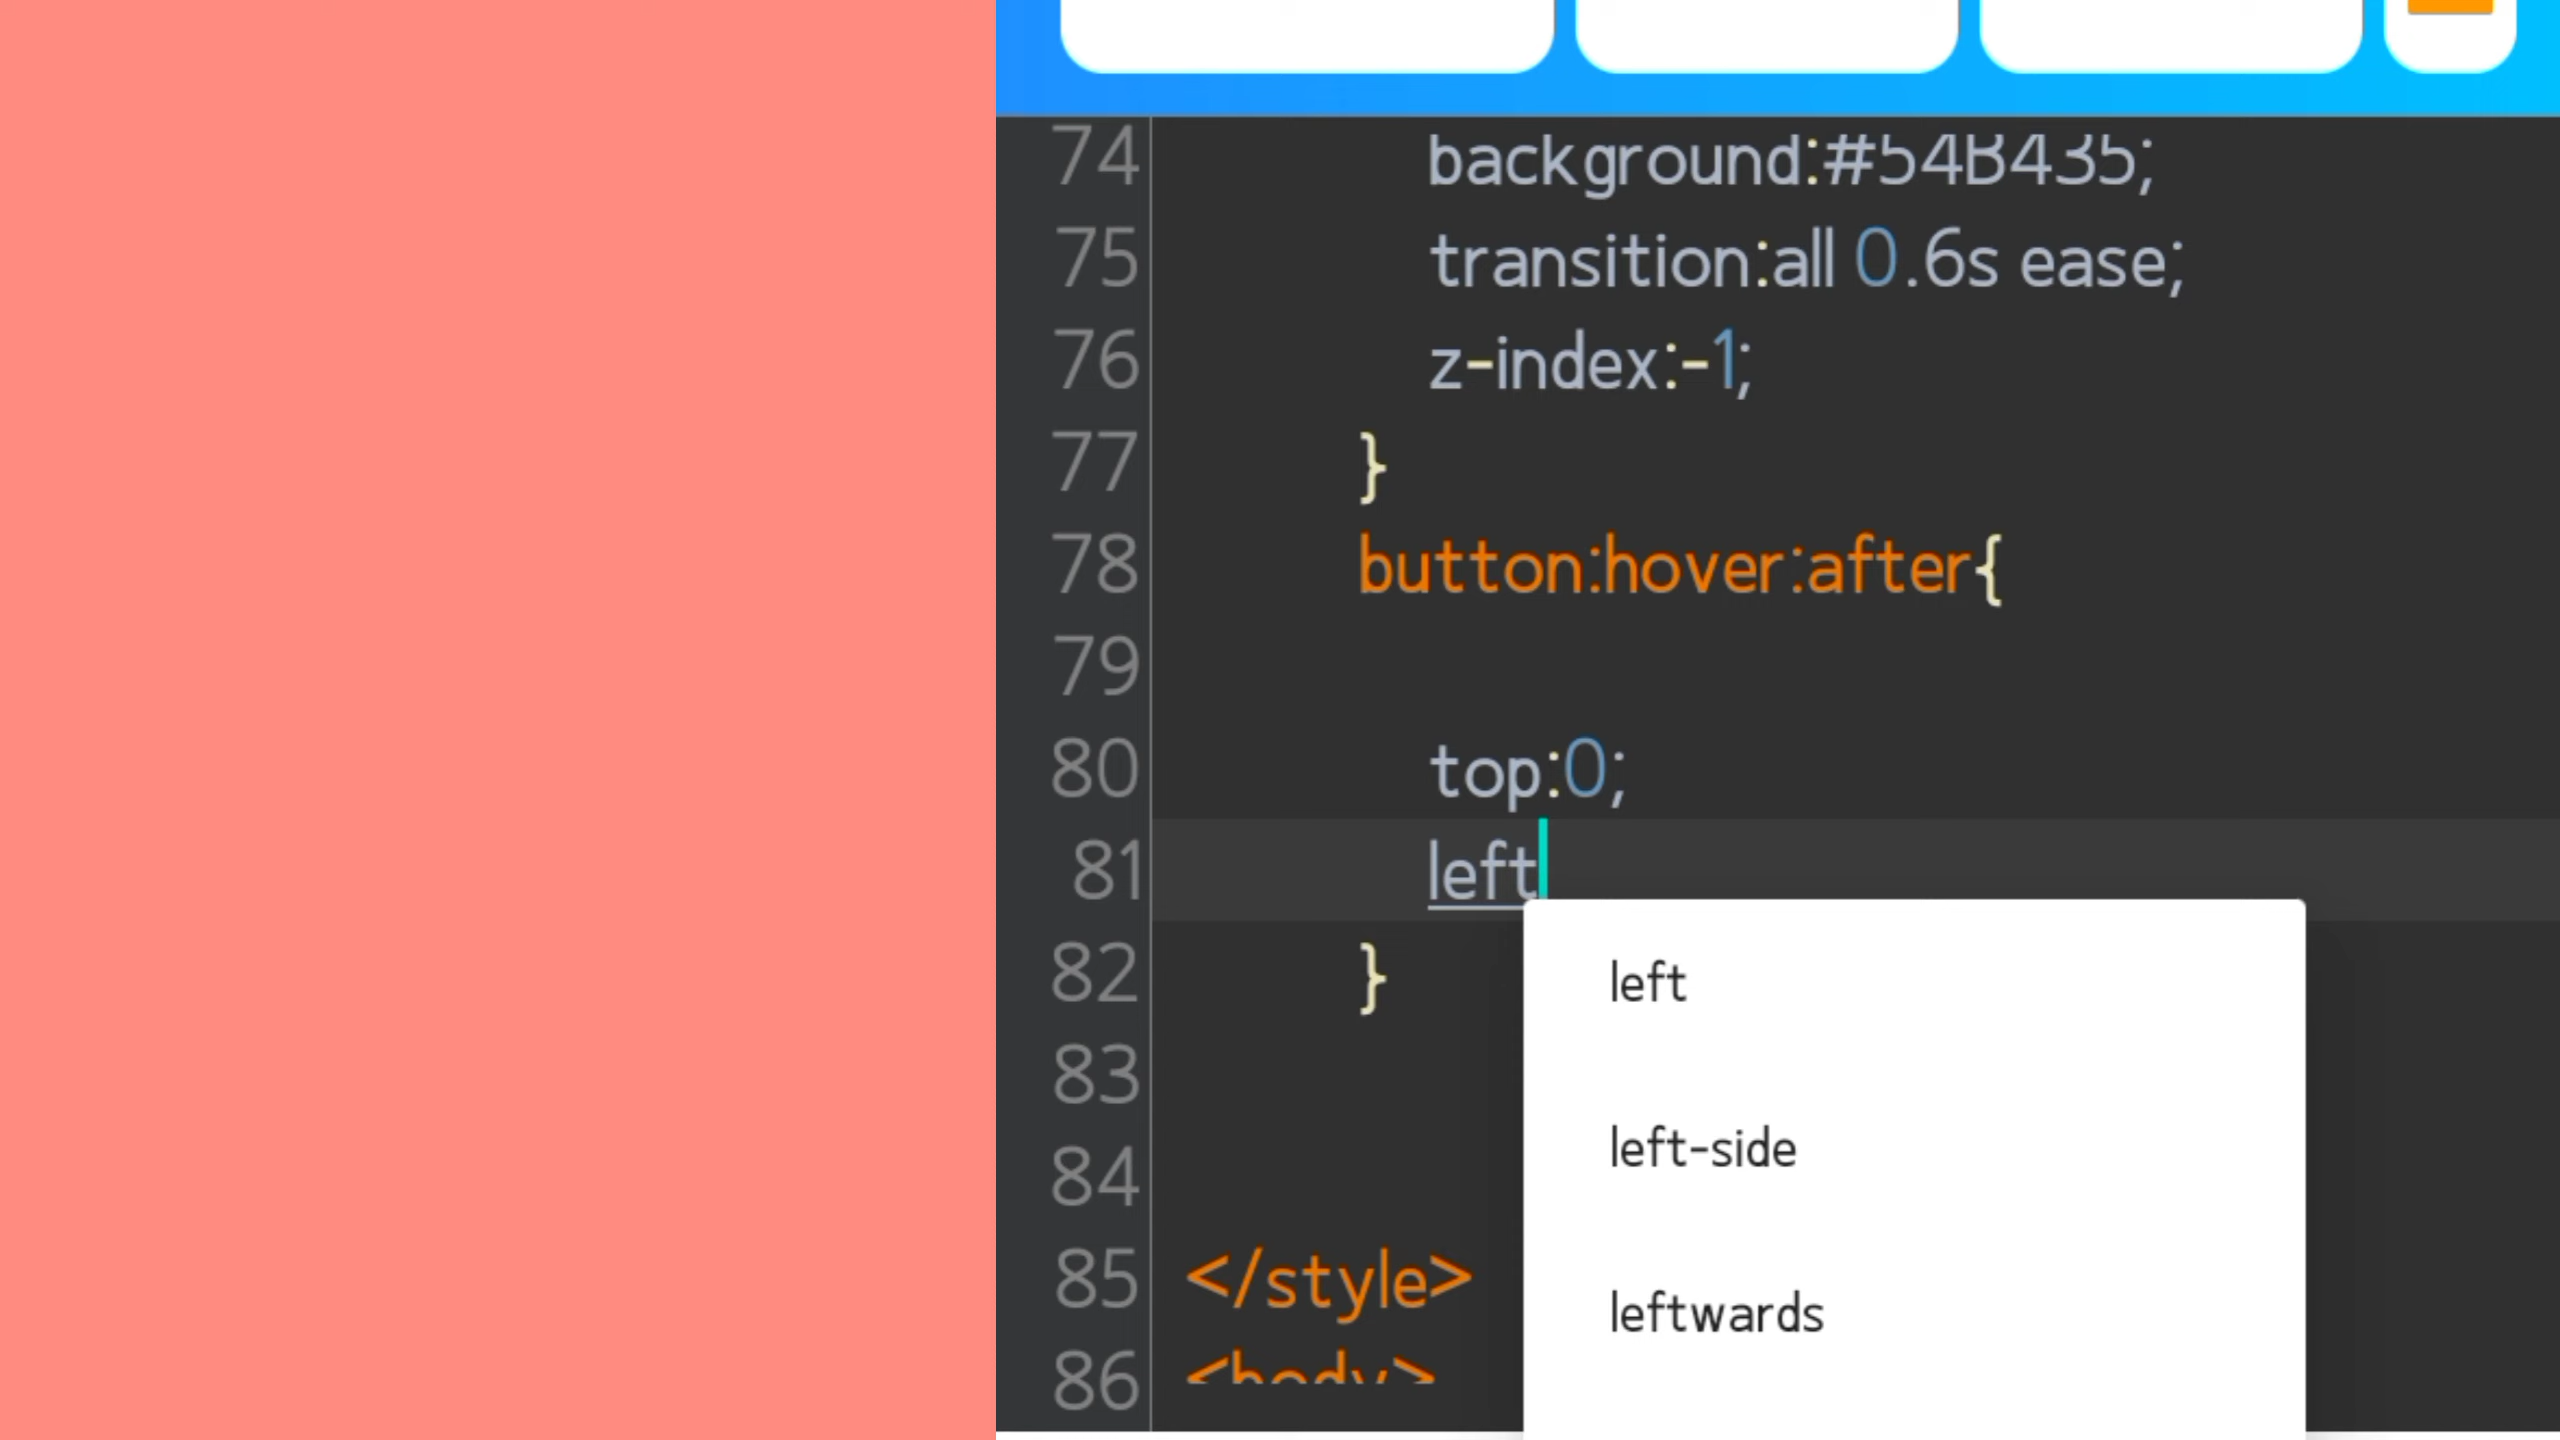 74 background:#54B435;
75 transition:all 0.6s ease;
76 z-index:-1;
77 }
78 button:hover:after{
79
80 top:0;
81 left
82 }
left
83
84
left-side
85 </style>
leftwards
86 <body>